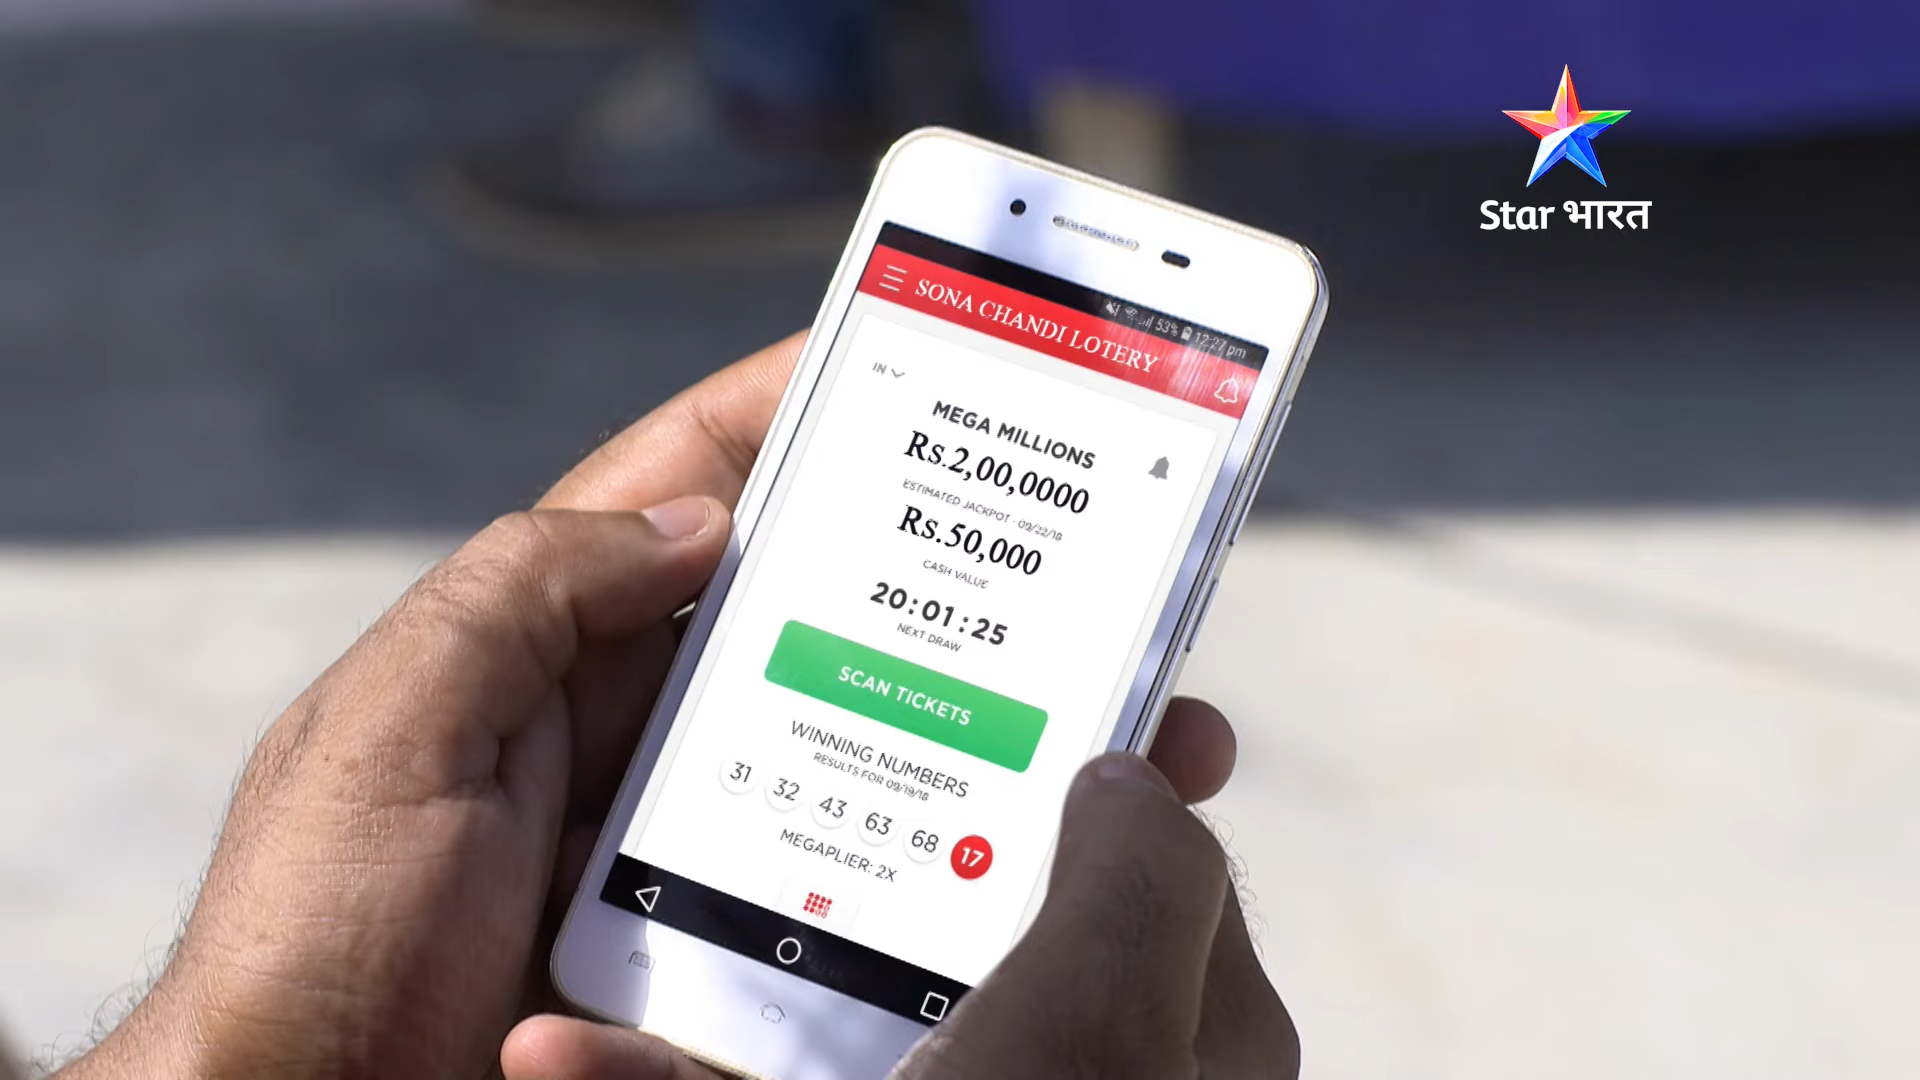 Star भारत
53% 12:27 pm
SONA CHANDI LOTERY
IN
MEGA MILLIONS
Rs.2,00,0000
ESTIMATED JACKPOT · 09/22/18
Rs.50,000
CASH VALUE
20:01:25
NEXT DRAW
SCAN TICKETS
WINNING NUMBERS
RESULTS FOR 09/19/18
31 32 43 63 68 17
MEGAPLIER: 2X